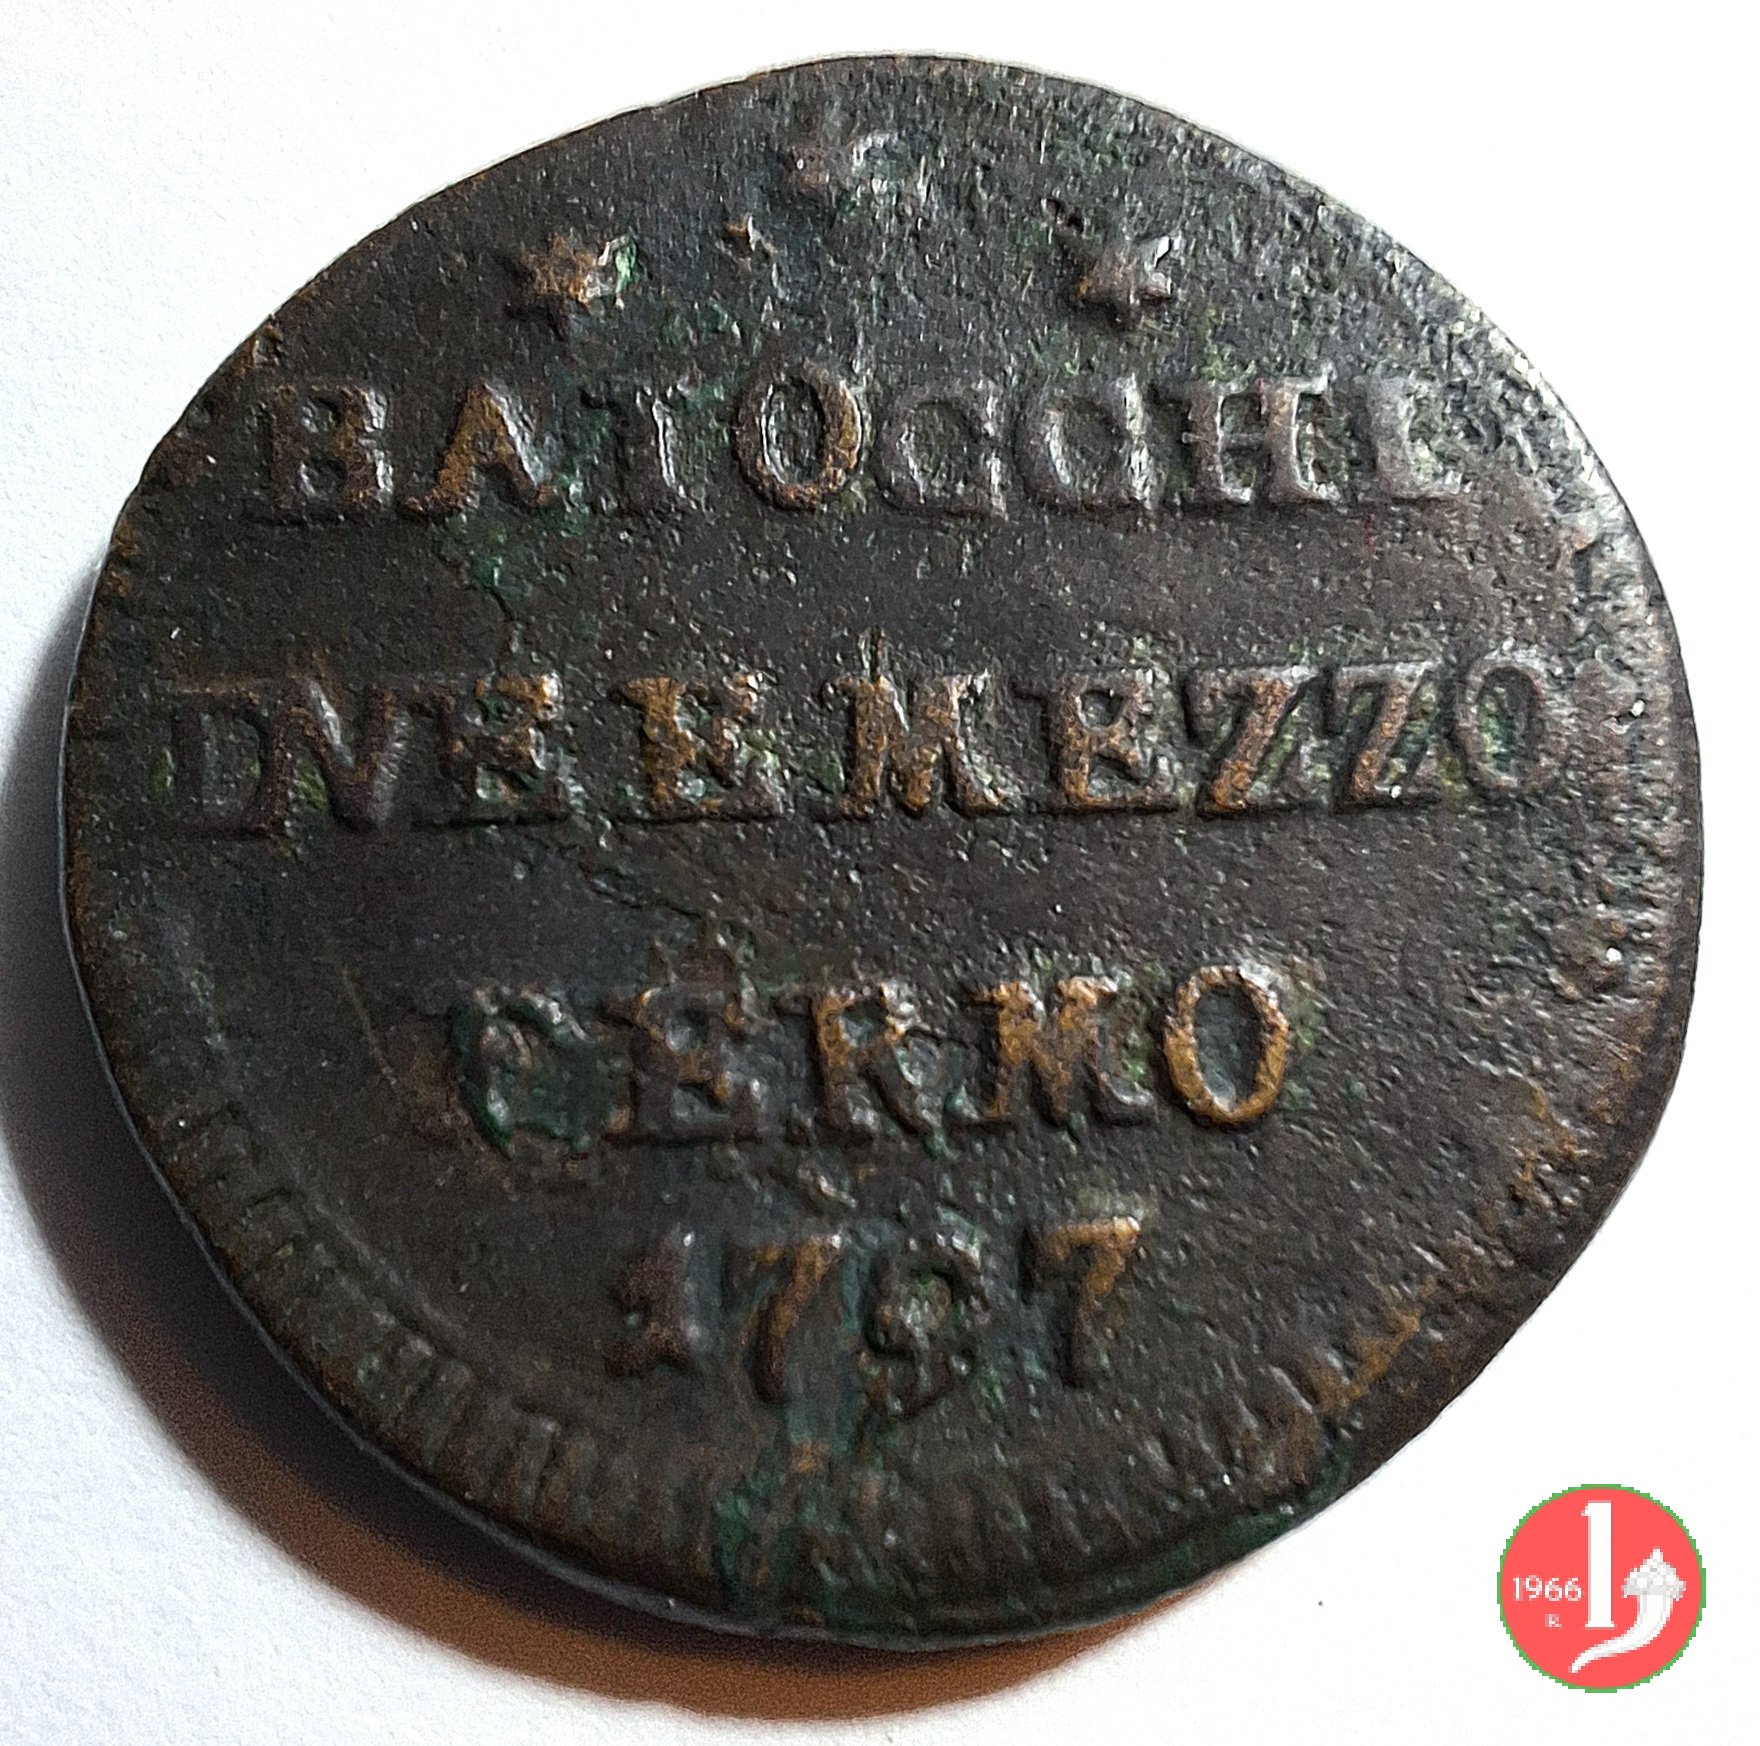 BAIOCCHI
DVE E MEZZO
FERMO
1797
1966
R